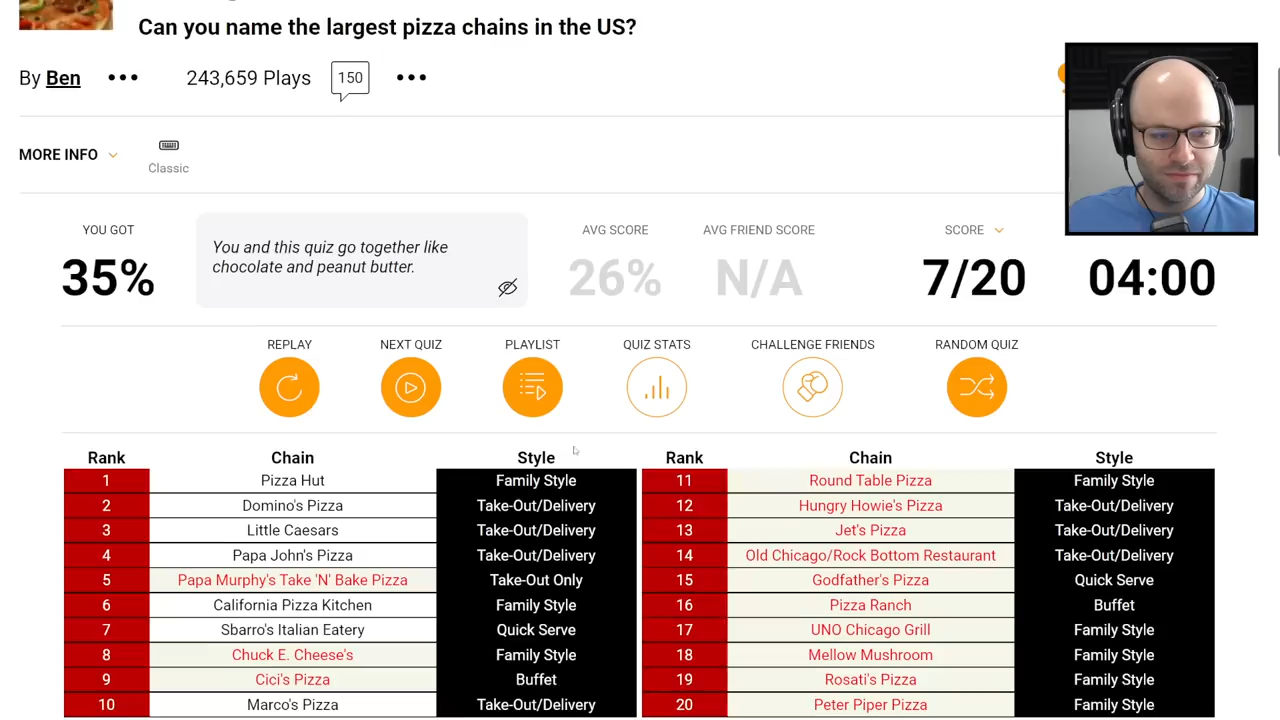 Can you name the largest pizza chains in the US?
By Ben ••• 243,659 Plays 150 •••
MORE INFO
Classic
YOU GOT
35%
You and this quiz go together like
chocolate and peanut butter.
AVG SCORE
26%
AVG FRIEND SCORE
N/A
SCORE
7/20
04:00
REPLAY NEXT QUIZ PLAYLIST QUIZ STATS CHALLENGE FRIENDS RANDOM QUIZ
Rank Chain Style
1 Pizza Hut Family Style
2 Domino's Pizza Take-Out/Delivery
3 Little Caesars Take-Out/Delivery
4 Papa John's Pizza Take-Out/Delivery
5 Papa Murphy's Take 'N' Bake Pizza Take-Out Only
6 California Pizza Kitchen Family Style
7 Sbarro's Italian Eatery Quick Serve
8 Chuck E. Cheese's Family Style
9 Cici's Pizza Buffet
10 Marco's Pizza Take-Out/Delivery
Rank Chain Style
11 Round Table Pizza Family Style
12 Hungry Howie's Pizza Take-Out/Delivery
13 Jet's Pizza Take-Out/Delivery
14 Old Chicago/Rock Bottom Restaurant Take-Out/Delivery
15 Godfather's Pizza Quick Serve
16 Pizza Ranch Buffet
17 UNO Chicago Grill Family Style
18 Mellow Mushroom Family Style
19 Rosati's Pizza Family Style
20 Peter Piper Pizza Family Style